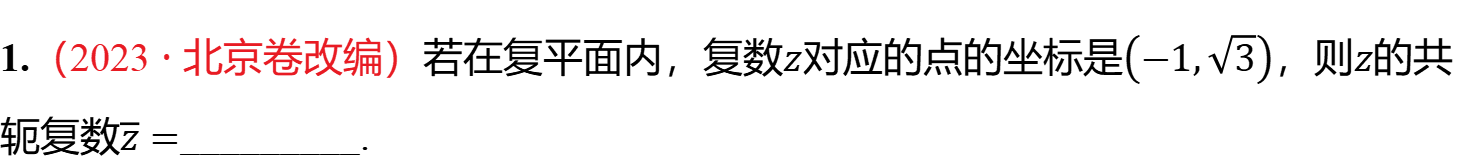 1.（2023 · 北京卷改编）若在复平面内，复数z对应的点的坐标是(−1,√3)，则z的共
轭复数z̅ =_________.